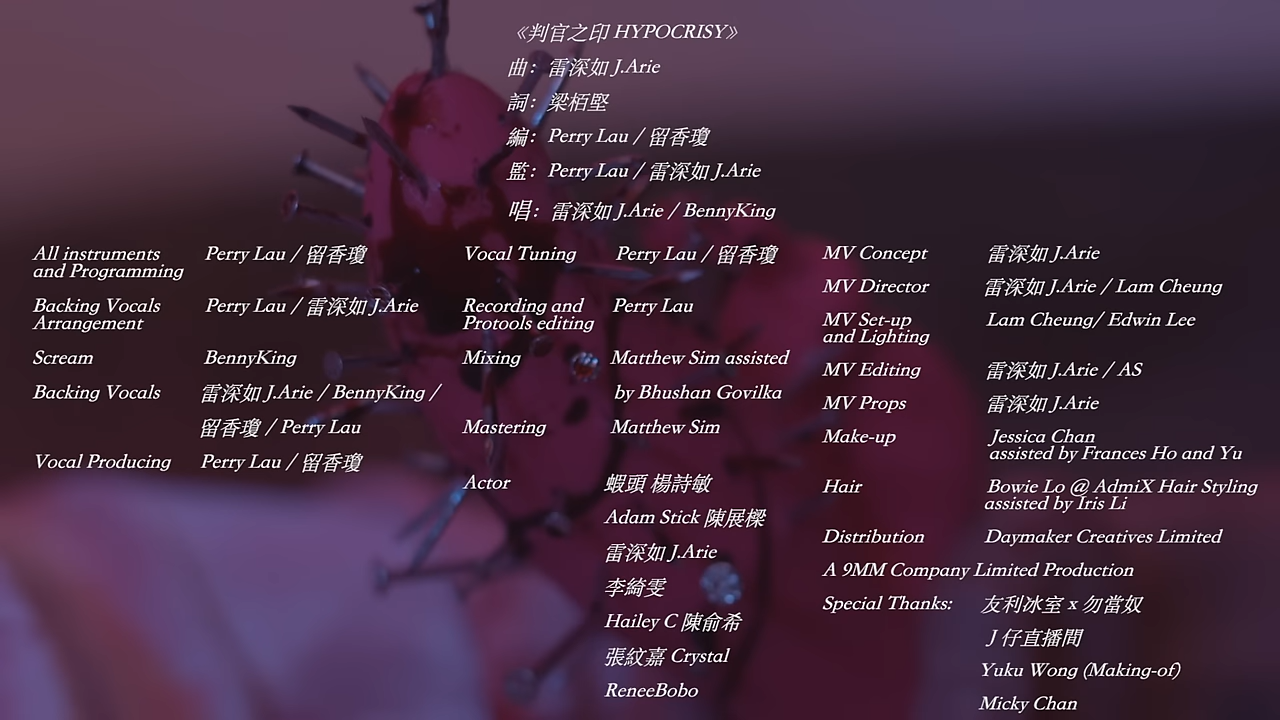 《判官之印 HYPOCRISY》
曲： 雷深如 J.Arie
詞： 梁栢堅
編： Perry Lau / 留香瓊
監： Perry Lau / 雷深如 J.Arie
唱： 雷深如 J.Arie / BennyKing
All instruments
and Programming
Perry Lau / 留香瓊
Backing Vocals
Arrangement
Perry Lau / 雷深如 J.Arie
Scream BennyKing
Backing Vocals 雷深如 J.Arie / BennyKing /
留香瓊 / Perry Lau
Vocal Producing Perry Lau / 留香瓊
Vocal Tuning Perry Lau / 留香瓊
Recording and
Protools editing
Perry Lau
Mixing Matthew Sim assisted
by Bhushan Govilka
Mastering Matthew Sim
Actor 蝦頭 楊詩敏
Adam Stick 陳展樑
雷深如 J.Arie
李綺雯
Hailey C 陳俞希
張紋嘉 Crystal
ReneeBobo
MV Concept 雷深如 J.Arie
MV Director 雷深如 J.Arie / Lam Cheung
MV Set-up
and Lighting
Lam Cheung/ Edwin Lee
MV Editing 雷深如 J.Arie / AS
MV Props 雷深如 J.Arie
Make-up Jessica Chan
assisted by Frances Ho and Yu
Hair Bowie Lo @ AdmiX Hair Styling
assisted by Iris Li
Distribution Daymaker Creatives Limited
A 9MM Company Limited Production
Special Thanks: 友利冰室 x 勿當奴
J 仔直播間
Yuku Wong (Making-of)
Micky Chan